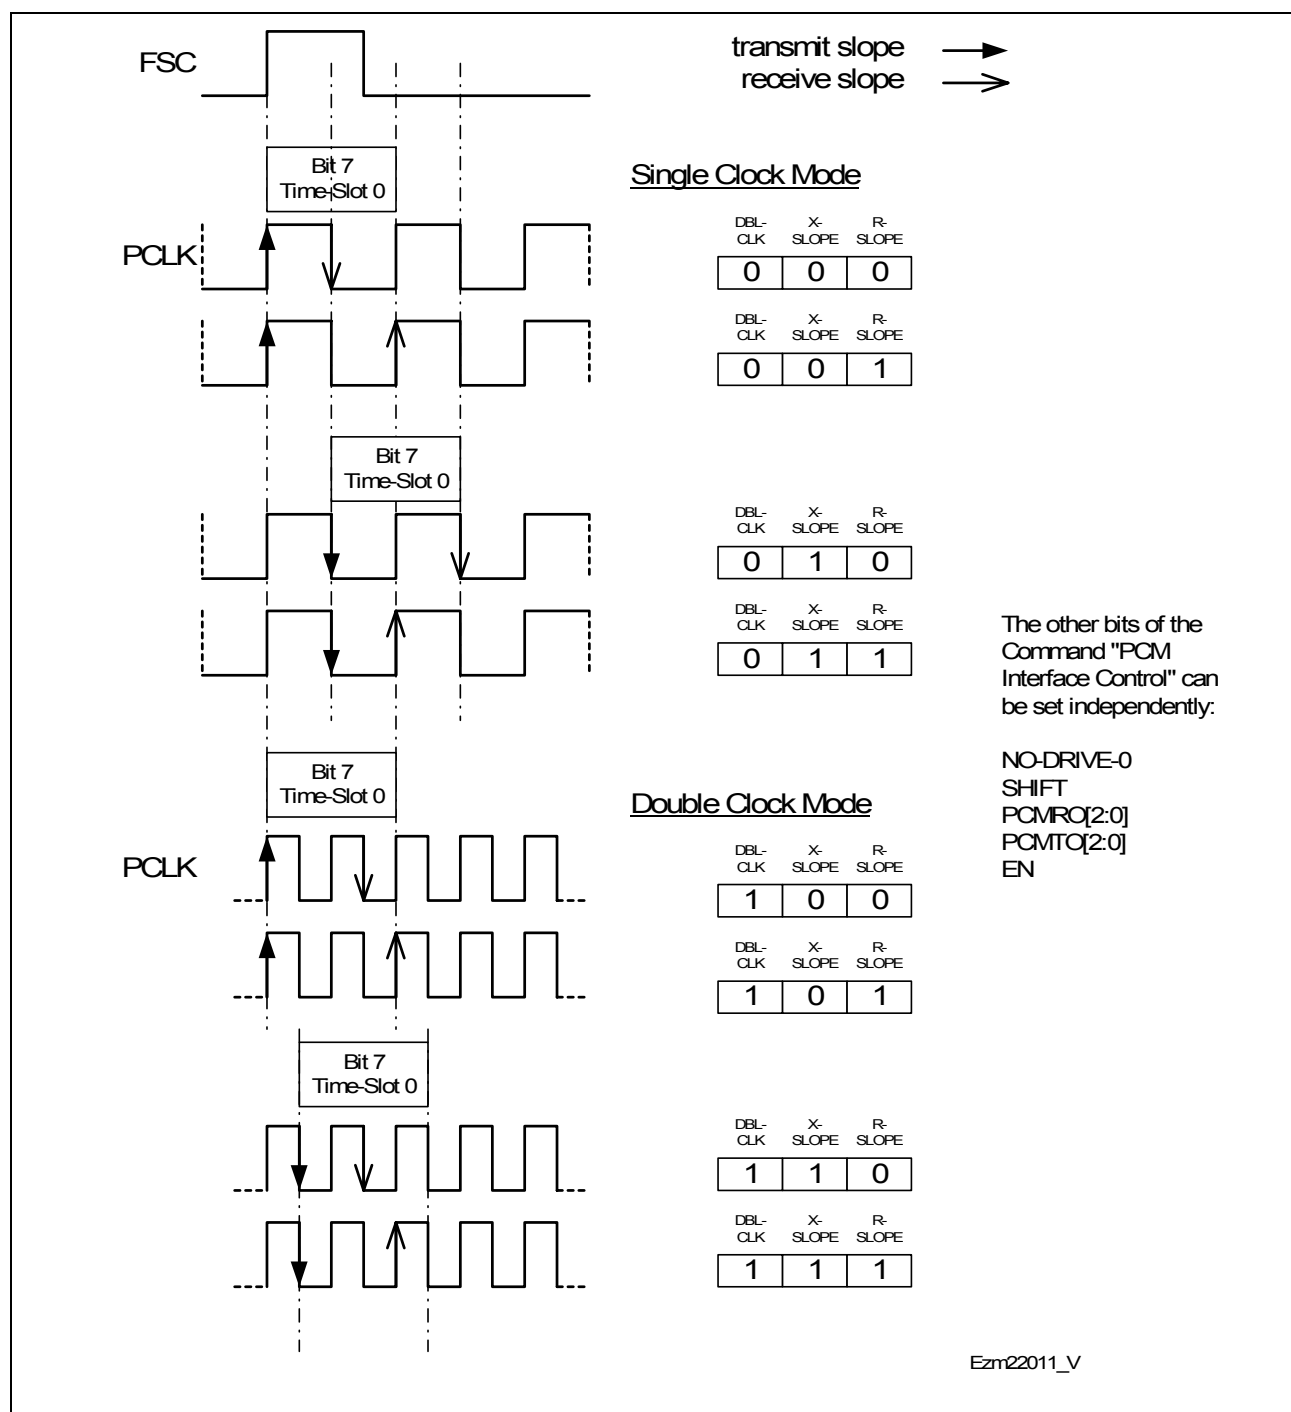 FSC
transmit slope
receive slope
Bit 7
Time-Slot 0
Single Clock Mode
PCLK
DBL- X- R-
CLK SLOPE SLOPE
0 0 0
DBL- X- R-
CLK SLOPE SLOPE
0 0 1
Bit 7
Time-Slot 0
DBL- X- R-
CLK SLOPE SLOPE
0 1 0
DBL- X- R-
CLK SLOPE SLOPE
0 1 1
The other bits of the
Command "PCM
Interface Control" can
be set independently:
NO-DRIVE-0
SHIFT
PCMRO[2:0]
PCMTO[2:0]
EN
Bit 7
Time-Slot 0
Double Clock Mode
PCLK
DBL- X- R-
CLK SLOPE SLOPE
1 0 0
DBL- X- R-
CLK SLOPE SLOPE
1 0 1
Bit 7
Time-Slot 0
DBL- X- R-
CLK SLOPE SLOPE
1 1 0
DBL- X- R-
CLK SLOPE SLOPE
1 1 1
Ezm22011_V